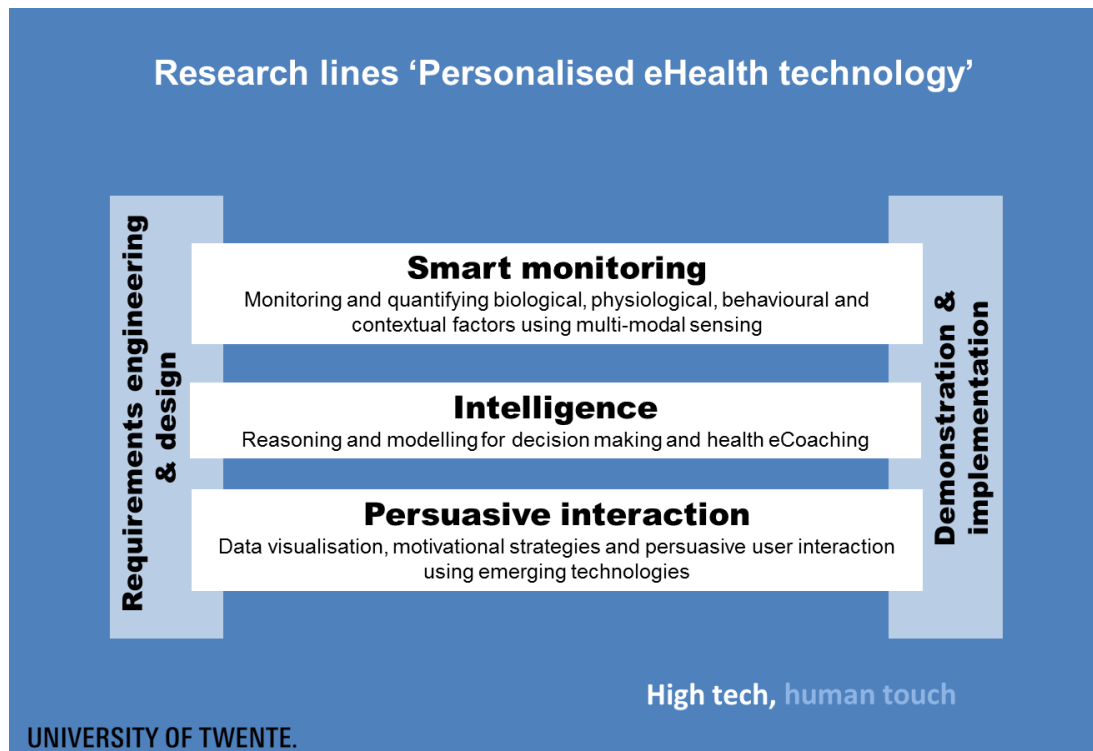 Research lines ‘Personalised eHealth technology’
Requirements engineering
& design
Smart monitoring
Monitoring and quantifying biological, physiological, behavioural and
contextual factors using multi-modal sensing
Intelligence
Reasoning and modelling for decision making and health eCoaching
Persuasive interaction
Data visualisation, motivational strategies and persuasive user interaction
using emerging technologies
Demonstration &
implementation
High tech, human touch
UNIVERSITY OF TWENTE.